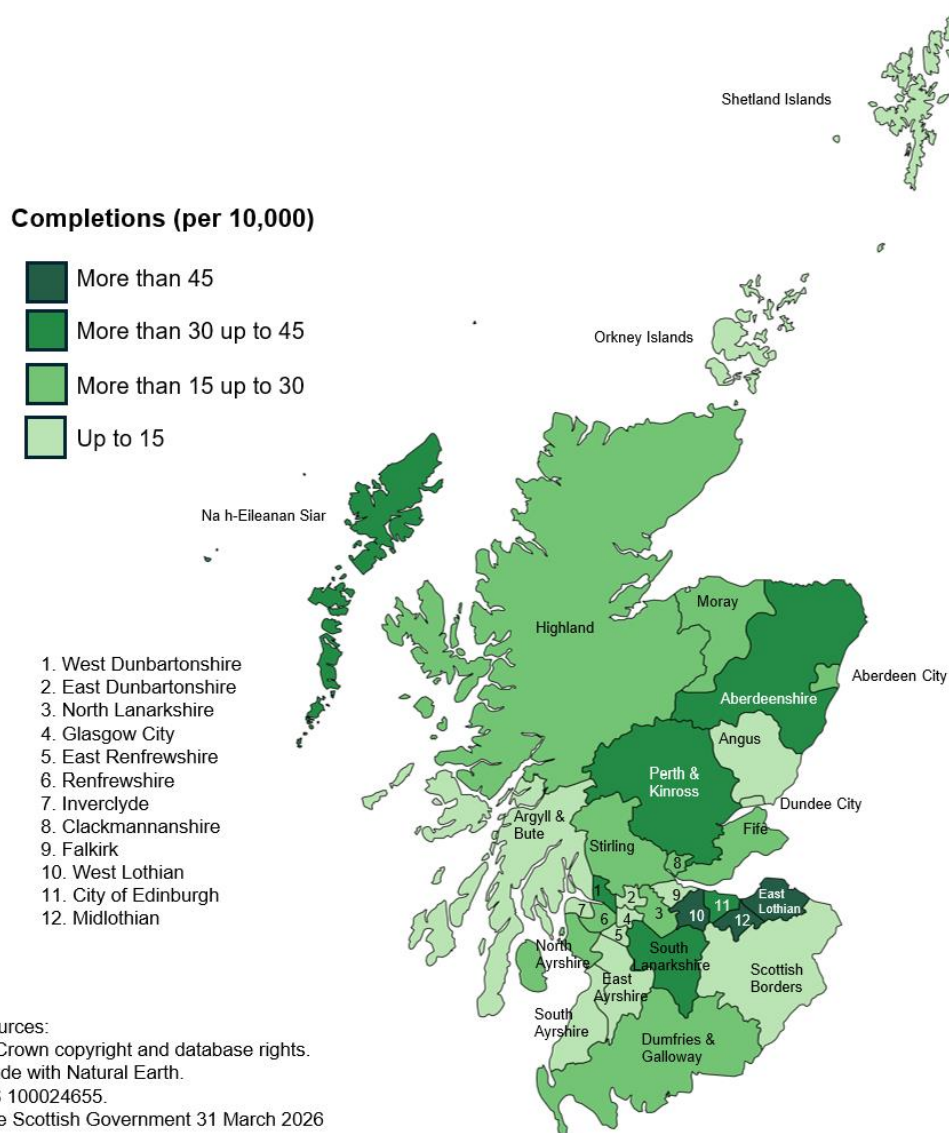 Shetland Islands
Completions (per 10,000)
More than 45
More than 30 up to 45
More than 15 up to 30
Up to 15
Orkney Islands
Na h-Eileanan Siar
Moray
Highland
Aberdeen City
Aberdeenshire
Angus
Perth &
Kinross
Dundee City
Argyll &
Bute
Fife
Stirling
8
1
2
9
East
Lothian
7
6
4
3
10
11
12
5
North
Ayrshire
South
Lanarkshire
East
Ayrshire
Scottish
Borders
South
Ayrshire
Dumfries &
Galloway
1. West Dunbartonshire
2. East Dunbartonshire
3. North Lanarkshire
4. Glasgow City
5. East Renfrewshire
6. Renfrewshire
7. Inverclyde
8. Clackmannanshire
9. Falkirk
10. West Lothian
11. City of Edinburgh
12. Midlothian
urces:
Crown copyright and database rights.
de with Natural Earth.
100024655.
e Scottish Government 31 March 2026